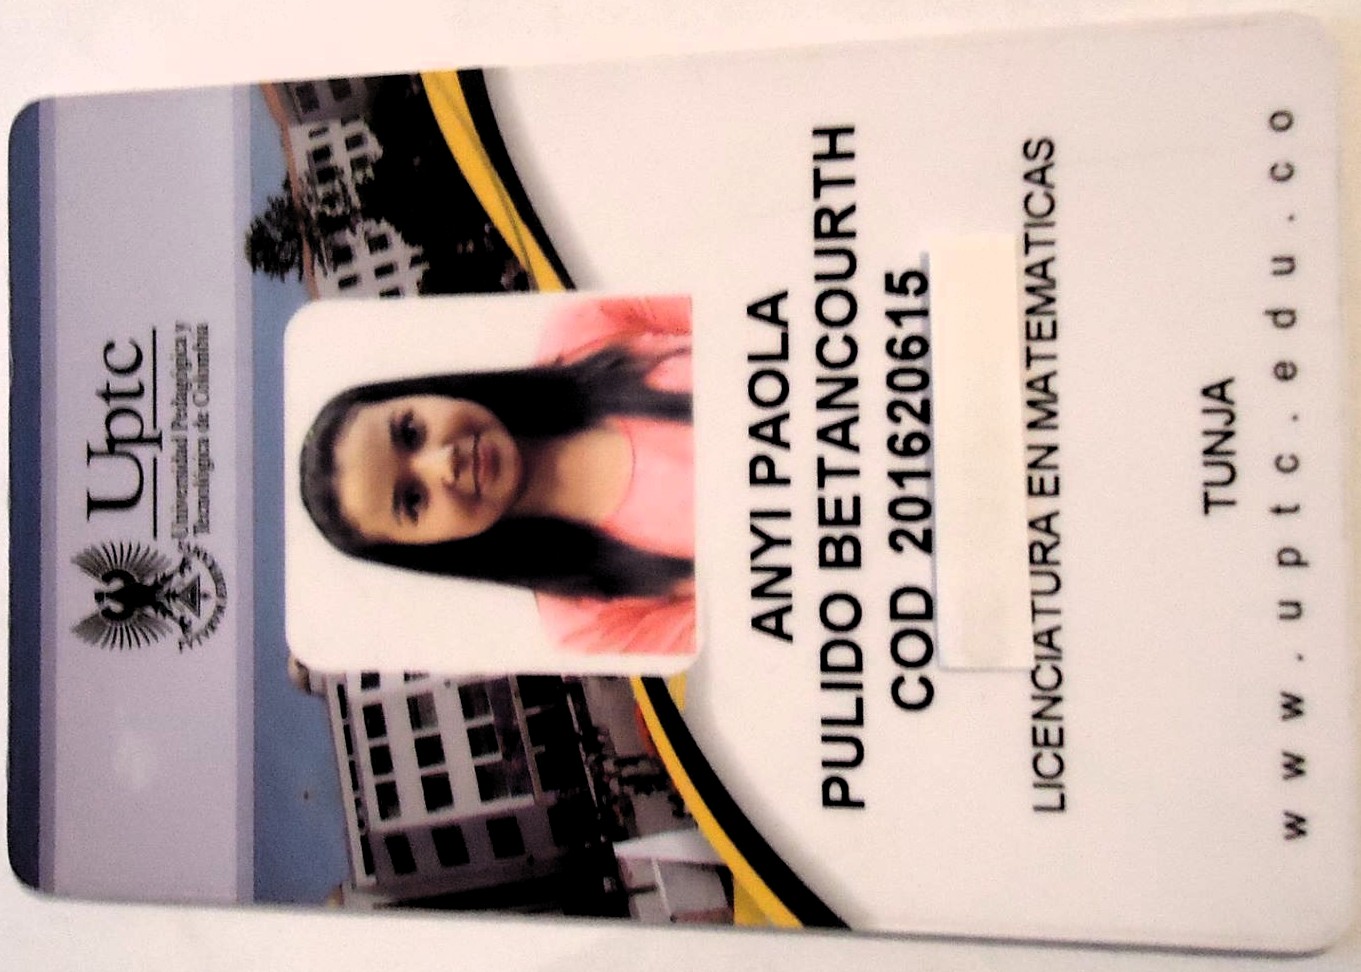 Uptc
Universidad Pedagógica y
Tecnológica de Colombia
ANYI PAOLA
PULIDO BETANCOURTH
COD 201620615
LICENCIATURA EN MATEMATICAS
TUNJA
www.uptc.edu.co